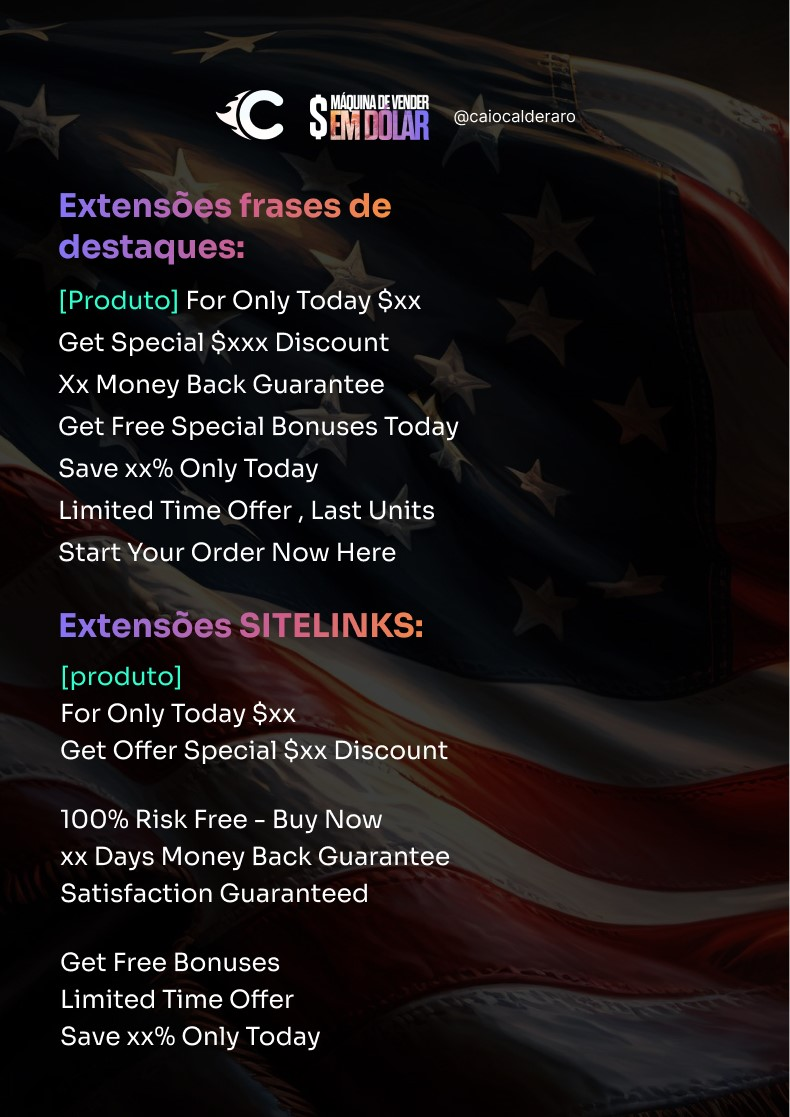 C
MÁQUINA DE VENDER
$EM DÓLAR
@caiocalderaro
Extensões frases de
destaques:
[Produto] For Only Today $xx
Get Special $xxx Discount
Xx Money Back Guarantee
Get Free Special Bonuses Today
Save xx% Only Today
Limited Time Offer , Last Units
Start Your Order Now Here
Extensões SITELINKS:
[produto]
For Only Today $xx
Get Offer Special $xx Discount
100% Risk Free - Buy Now
xx Days Money Back Guarantee
Satisfaction Guaranteed
Get Free Bonuses
Limited Time Offer
Save xx% Only Today